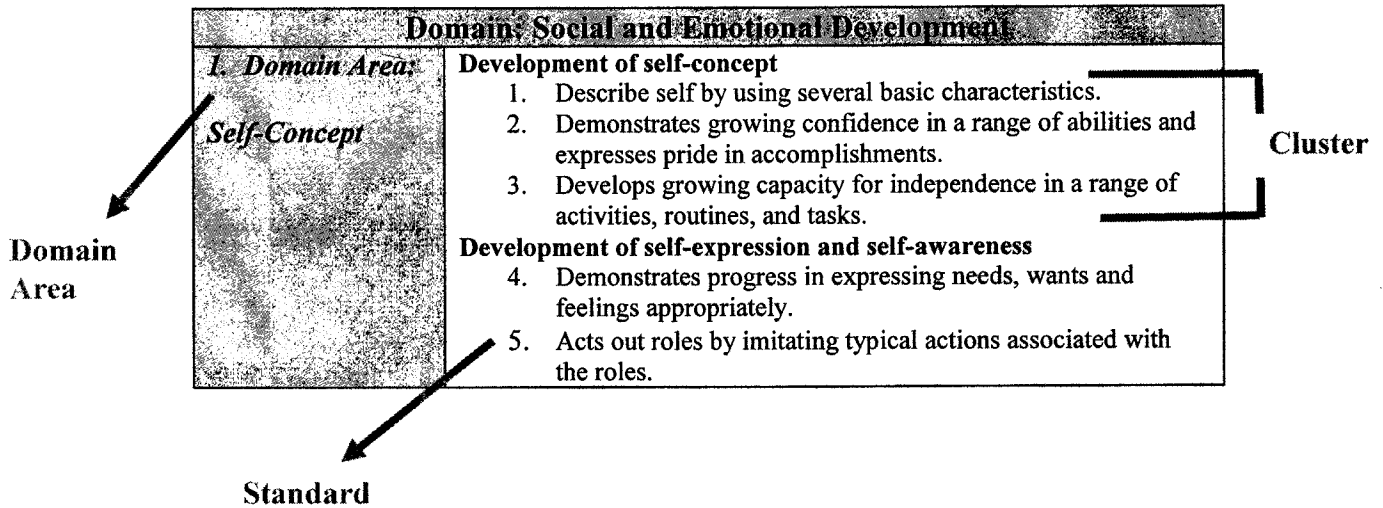 Domain: Social and Emotional Development
1. Domain Area:
Self-Concept
Development of self-concept
1. Describe self by using several basic characteristics.
2. Demonstrates growing confidence in a range of abilities and
expresses pride in accomplishments.
3. Develops growing capacity for independence in a range of
activities, routines, and tasks.
Development of self-expression and self-awareness
4. Demonstrates progress in expressing needs, wants and
feelings appropriately.
5. Acts out roles by imitating typical actions associated with
the roles.
Cluster
Domain
Area
Standard